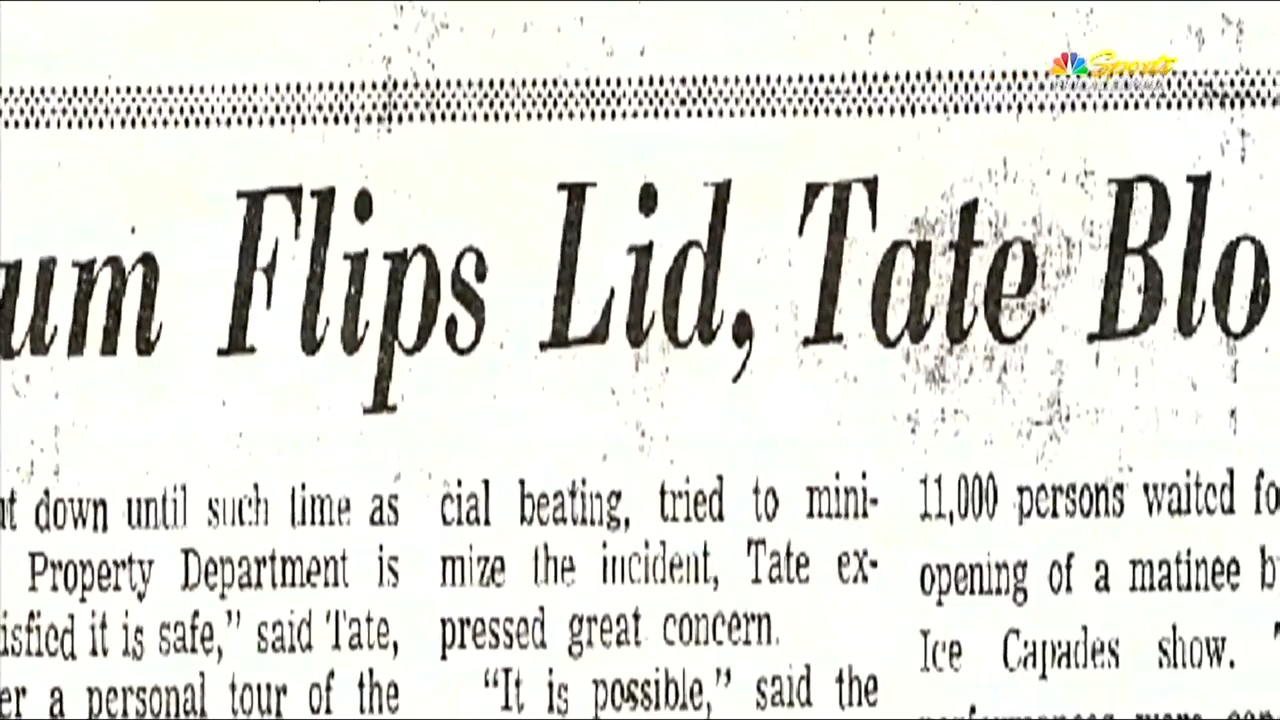 Sports
PHILADELPHIA
um Flips Lid, Tate Blo
t down until such time as
Property Department is
isfied it is safe,” said Tate,
er a personal tour of the
cial beating, tried to mini-
mize the incident, Tate ex-
pressed great concern.
“It is possible,” said the
11,000 persons waited fo
opening of a matinee b
Ice Capades show.